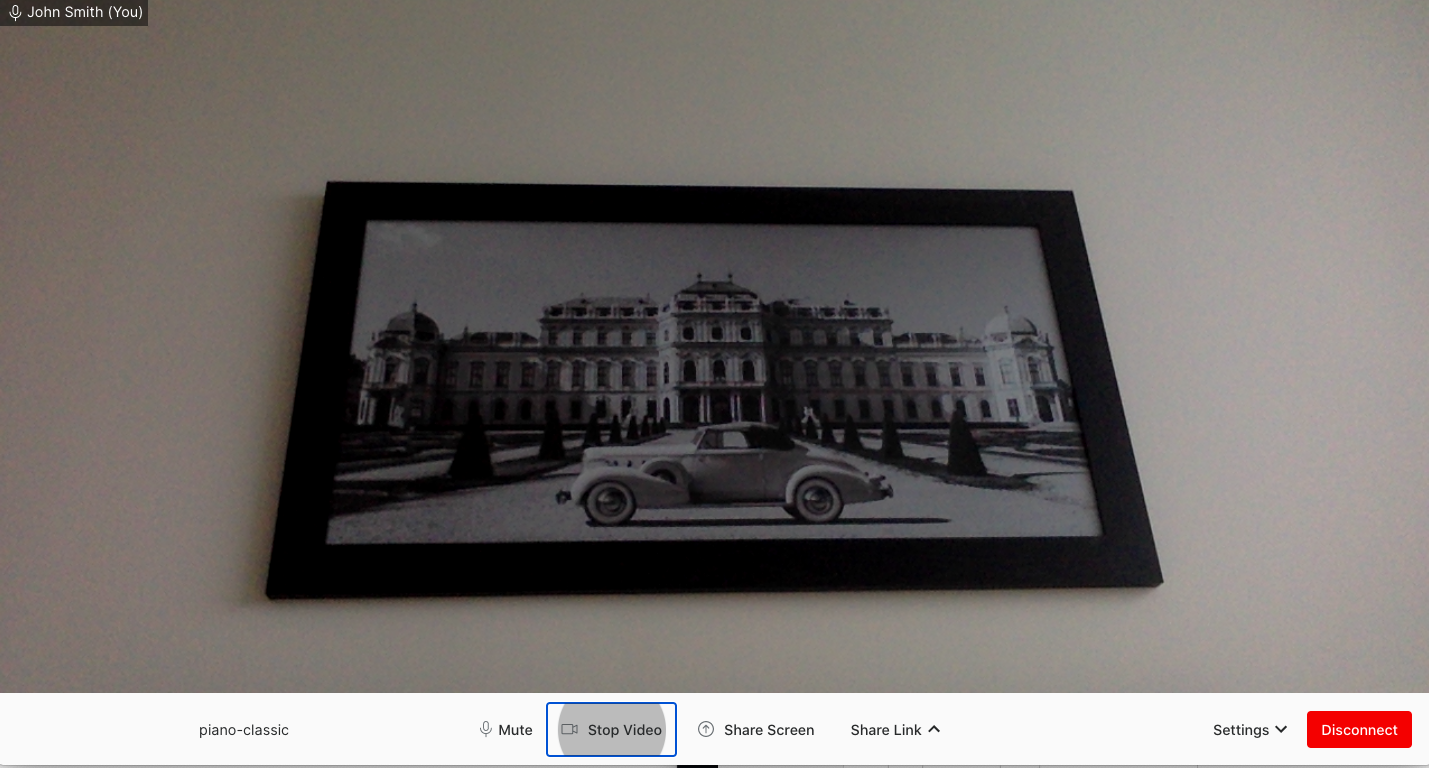 John Smith (You)
piano-classic
Mute
Stop Video
Share Screen
Share Link
Settings
Disconnect